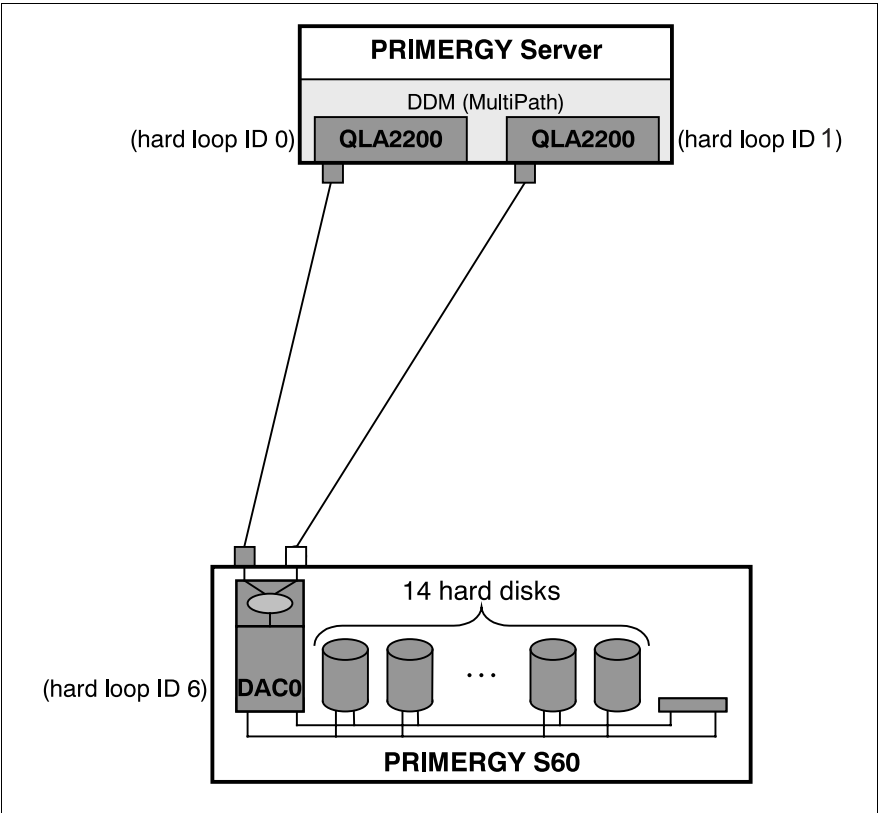 PRIMERGY Server
DDM (MultiPath)
(hard loop ID 0) QLA2200 QLA2200 (hard loop ID 1)
14 hard disks
...
(hard loop ID 6) DAC0
PRIMERGY S60